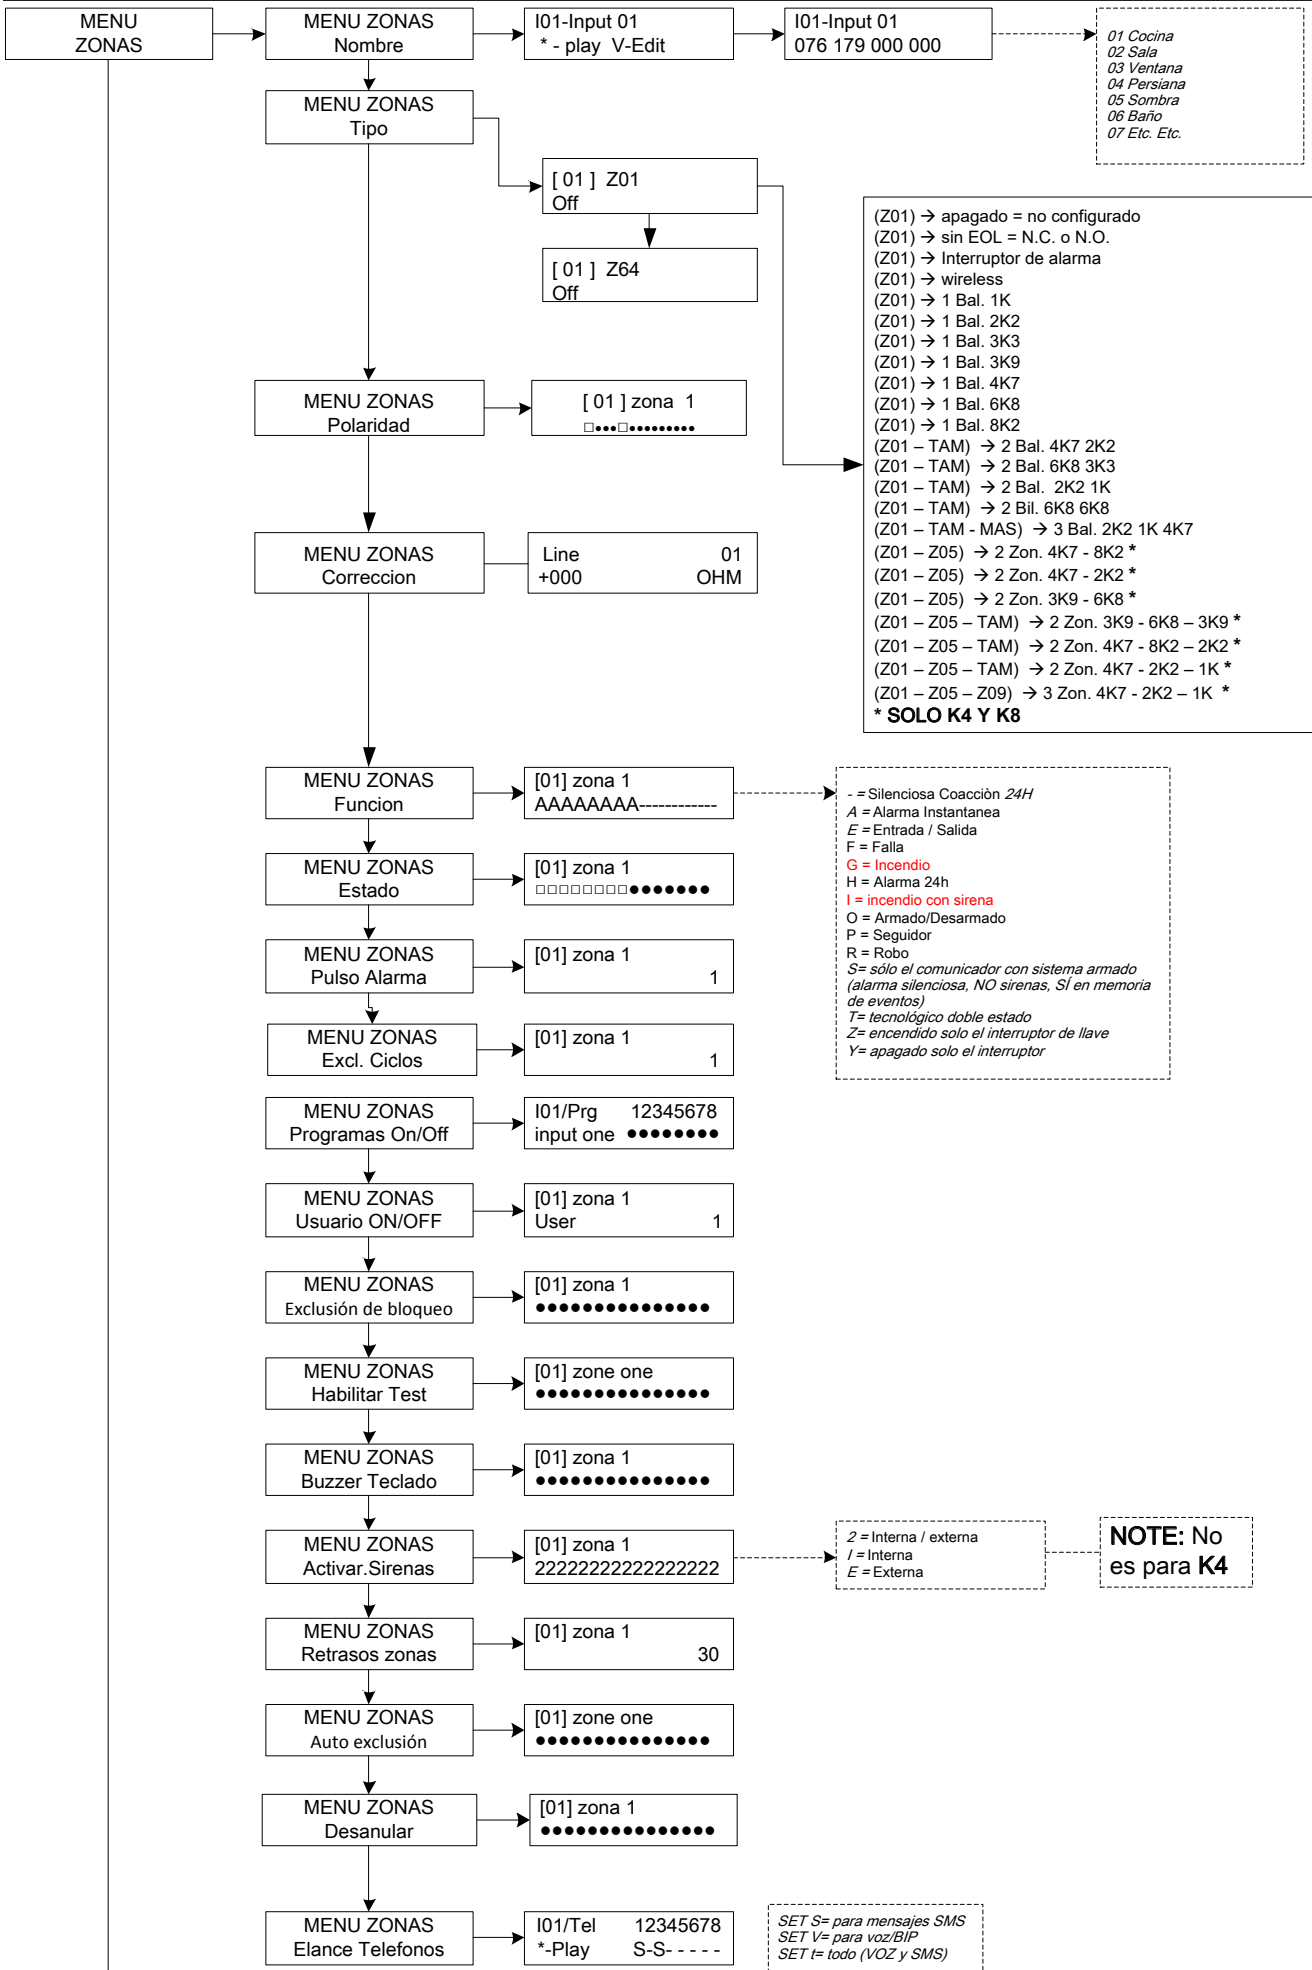 MENU
ZONAS
MENU ZONAS
Nombre
I01-Input 01
* - play  V-Edit
I01-Input 01
076 179 000 000
01 Cocina
02 Sala
03 Ventana
04 Persiana
05 Sombra
06 Baño
07 Etc. Etc.
MENU ZONAS
Tipo
[ 01 ]  Z01
Off
[ 01 ]  Z64
Off
(Z01) → apagado = no configurado
(Z01) → sin EOL = N.C. o N.O.
(Z01) → Interruptor de alarma
(Z01) → wireless
(Z01) → 1 Bal. 1K
(Z01) → 1 Bal. 2K2
(Z01) → 1 Bal. 3K3
(Z01) → 1 Bal. 3K9
(Z01) → 1 Bal. 4K7
(Z01) → 1 Bal. 6K8
(Z01) → 1 Bal. 8K2
(Z01 – TAM)  → 2 Bal. 4K7 2K2
(Z01 – TAM)  → 2 Bal. 6K8 3K3
(Z01 – TAM)  → 2 Bal.  2K2 1K
(Z01 – TAM)  → 2 Bil. 6K8 6K8
(Z01 – TAM - MAS)  → 3 Bal. 2K2 1K 4K7
(Z01 – Z05)  → 2 Zon. 4K7 - 8K2 *
(Z01 – Z05)  → 2 Zon. 4K7 - 2K2 *
(Z01 – Z05)  → 2 Zon. 3K9 - 6K8 *
(Z01 – Z05 – TAM)  → 2 Zon. 3K9 - 6K8 – 3K9 *
(Z01 – Z05 – TAM)  → 2 Zon. 4K7 - 8K2 – 2K2 *
(Z01 – Z05 – TAM)  → 2 Zon. 4K7 - 2K2 – 1K *
(Z01 – Z05 – Z09)  → 3 Zon. 4K7 - 2K2 – 1K  *
* SOLO K4 Y K8
MENU ZONAS
Polaridad
[ 01 ] zona  1
□●●●□●●●●●●●●●
MENU ZONAS
Correccion
Line 01
+000 OHM
MENU ZONAS
Funcion
[01] zona 1
AAAAAAAA------------
- = Silenciosa Coacciòn 24H
A = Alarma Instantanea
E = Entrada / Salida
F = Falla
G = Incendio
H = Alarma 24h
I = incendio con sirena
O = Armado/Desarmado
P = Seguidor
R = Robo
S= sólo el comunicador con sistema armado
(alarma silenciosa, NO sirenas, SÍ en memoria
de eventos)
T= tecnológico doble estado
Z= encendido solo el interruptor de llave
Y= apagado solo el interruptor
MENU ZONAS
Estado
[01] zona 1
□□□□□□□□●●●●●●●
MENU ZONAS
Pulso Alarma
[01] zona 1
1
MENU ZONAS
Excl. Ciclos
[01] zona 1
1
MENU ZONAS
Programas On/Off
I01/Prg 12345678
input one ●●●●●●●●
MENU ZONAS
Usuario ON/OFF
[01] zona 1
User 1
MENU ZONAS
Exclusión de bloqueo
[01] zona 1
●●●●●●●●●●●●●●●
MENU ZONAS
Habilitar Test
[01] zone one
●●●●●●●●●●●●●●●
MENU ZONAS
Buzzer Teclado
[01] zona 1
●●●●●●●●●●●●●●●
MENU ZONAS
Activar.Sirenas
[01] zona 1
22222222222222222
2 = Interna / externa
I = Interna
E = Externa
NOTE: No
es para K4
MENU ZONAS
Retrasos zonas
[01] zona 1
30
MENU ZONAS
Auto exclusión
[01] zone one
●●●●●●●●●●●●●●●
MENU ZONAS
Desanular
[01] zona 1
●●●●●●●●●●●●●●●
MENU ZONAS
Elance Telefonos
I01/Tel 12345678
*-Play S-S- - - - -
SET S= para mensajes SMS
SET V= para voz/BIP
SET t= todo (VOZ y SMS)